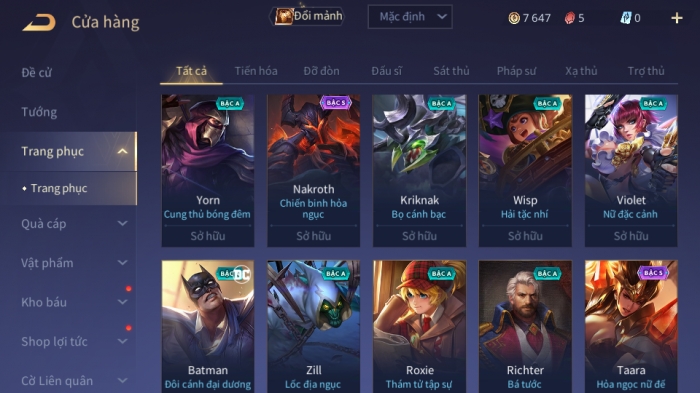 Cửa hàng
Đổi mảnh
Mặc định
7 647
5
0
Đề cử
Tất cả
Tiến hóa
Đỡ đòn
Đấu sĩ
Sát thủ
Pháp sư
Xạ thủ
Trợ thủ
Tướng
Trang phục
Trang phục
Quà cáp
Vật phẩm
Kho báu
Shop lợi tức
Cờ Liên quân
BẬC A
BẬC S
BẬC A
BẬC A
BẬC A
Yorn
Nakroth
Kriknak
Wisp
Violet
Cung thủ bóng đêm
Chiến binh hỏa ngục
Bọ cánh bạc
Hải tặc nhí
Nữ đặc cảnh
Sở hữu
Sở hữu
Sở hữu
Sở hữu
Sở hữu
BẬC A
DC
BẬC A
BẬC A
BẬC A
BẬC S
Batman
Zill
Roxie
Richter
Taara
Đôi cánh đại dương
Lốc địa ngục
Thám tử tập sự
Bá tước
Hỏa ngọc nữ đế